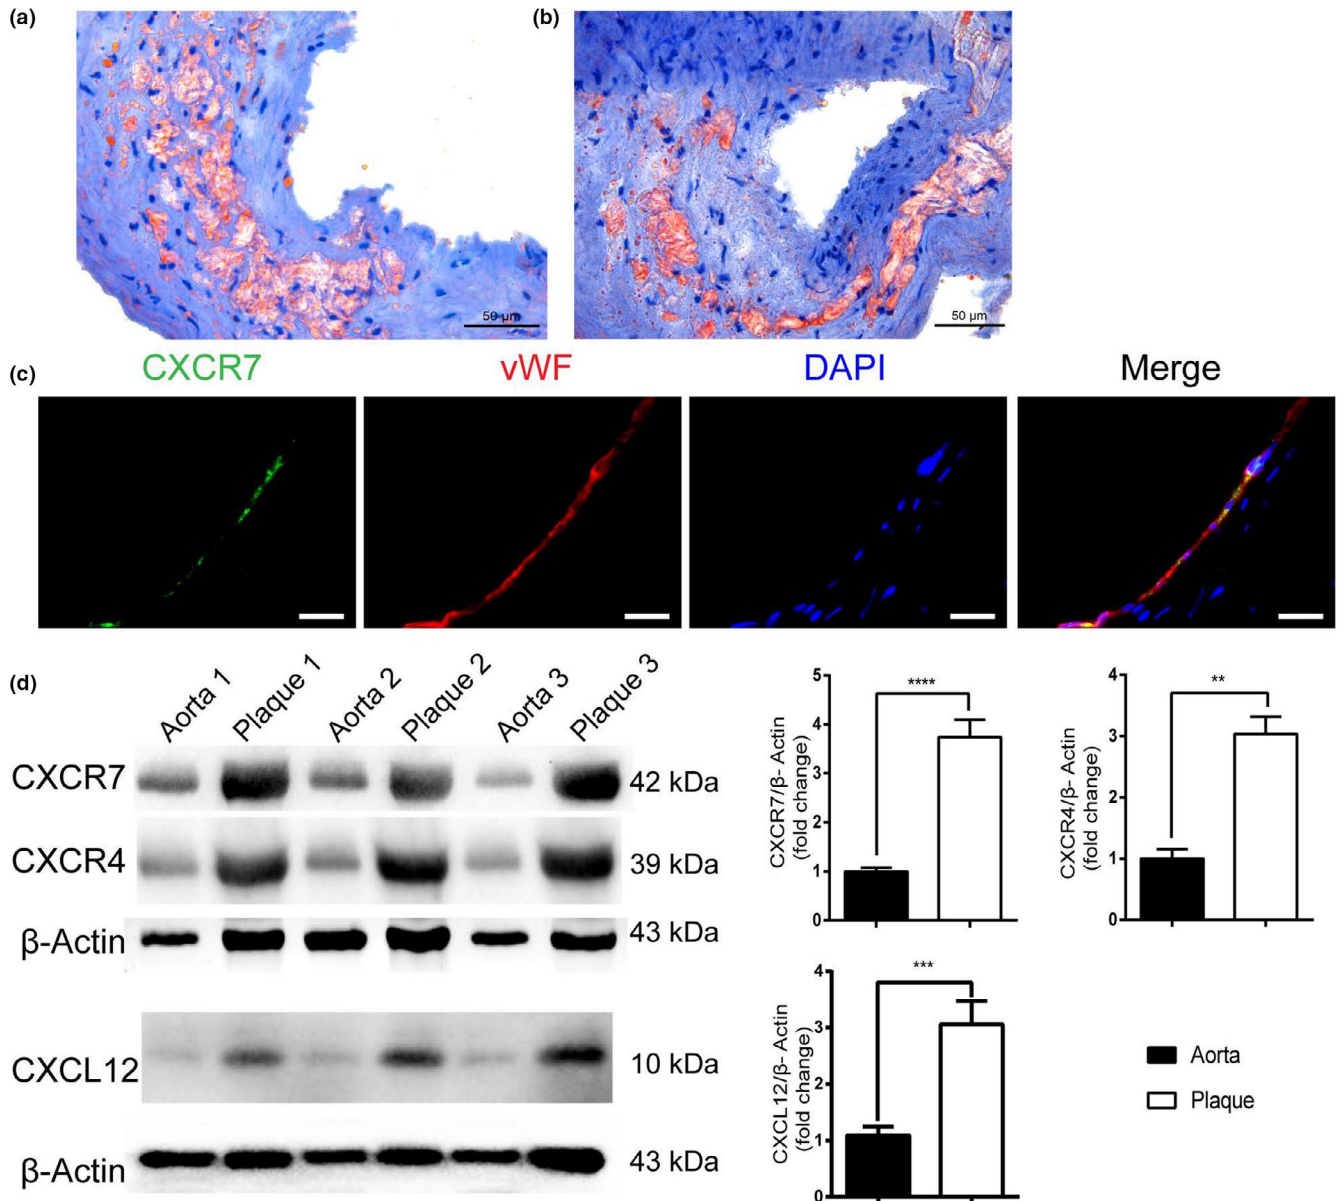 (a)
(b)
50 µm
50 µm
(c)
CXCR7
vWF
DAPI
Merge
(d)
Aorta 1
Plaque 1
Aorta 2
Plaque 2
Aorta 3
Plaque 3
CXCR7
42 kDa
CXCR4
39 kDa
β-Actin
43 kDa
CXCL12
10 kDa
β-Actin
43 kDa
CXCR7/β- Actin
(fold change)
5
4
3
2
1
0
****
CXCR4/β- Actin
(fold change)
4
3
2
1
0
**
CXCL12/β- Actin
(fold change)
4
3
2
1
0
***
Aorta
Plaque